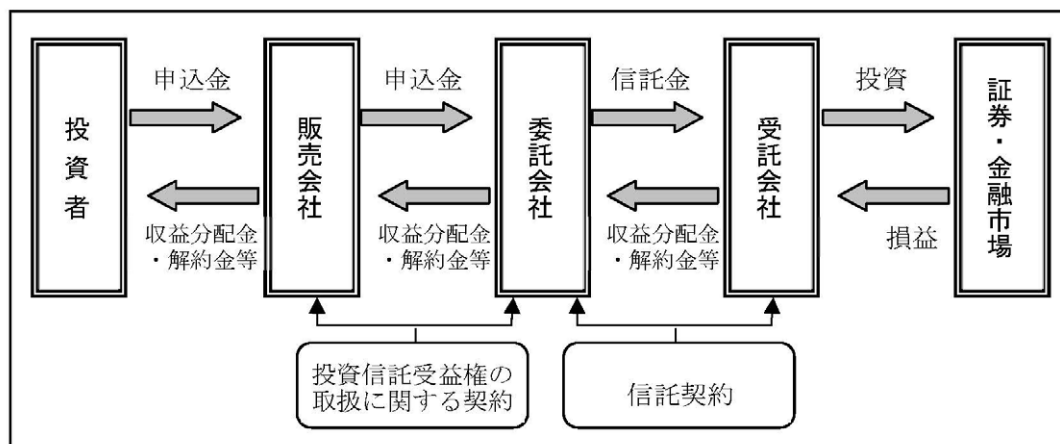 投資者
申込金
収益分配金
・解約金等
販売会社
申込金
収益分配金
・解約金等
委託会社
信託金
収益分配金
・解約金等
受託会社
投資
損益
証券・金融市場
投資信託受益権の
取扱に関する契約
信託契約